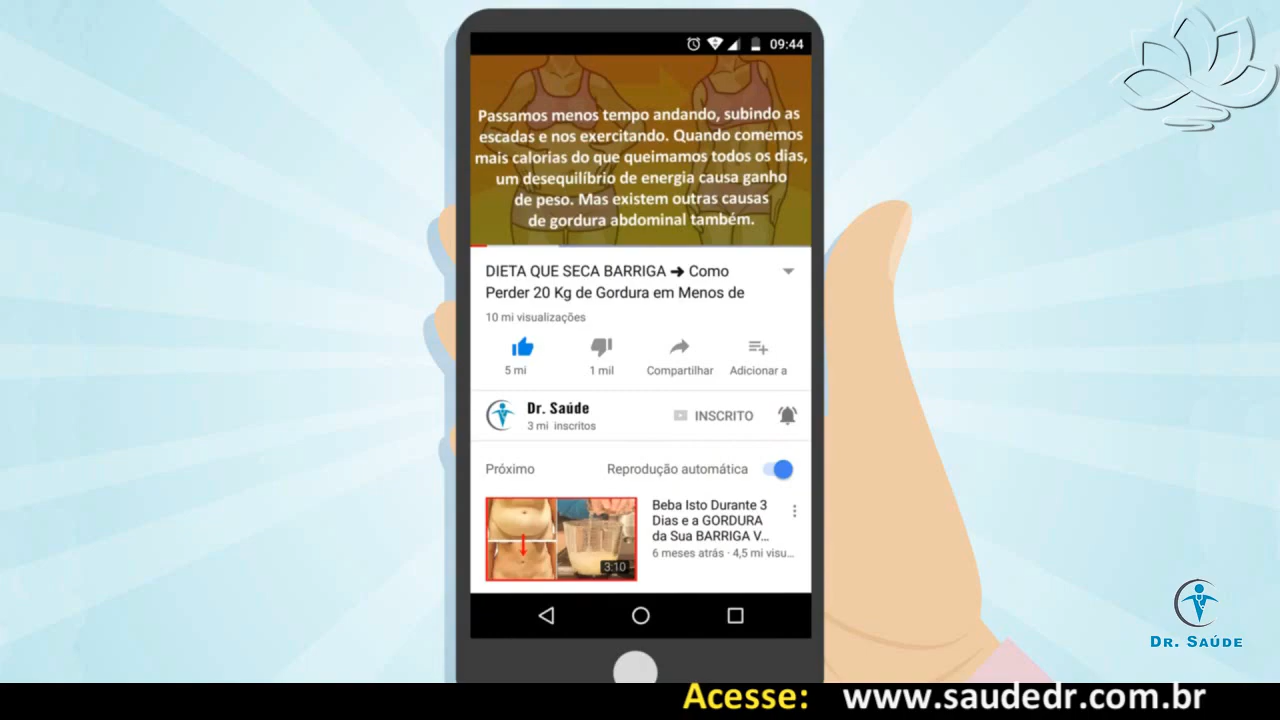 09:44
Passamos menos tempo andando, subindo as
escadas e nos exercitando. Quando comemos
mais calorias do que queimamos todos os dias,
um desequilíbrio de energia causa ganho
de peso. Mas existem outras causas
de gordura abdominal também.
DIETA QUE SECA BARRIGA ➜ Como
Perder 20 Kg de Gordura em Menos de
10 mi visualizações
5 mi 1 mil Compartilhar Adicionar a
Dr. Saúde
3 mi inscritos
INSCRITO
Próximo Reprodução automática
Beba Isto Durante 3
Dias e a GORDURA
da Sua BARRIGA V...
6 meses atrás · 4,5 mi visu...
3:10
DR. SAÚDE
Acesse: www.saudedr.com.br